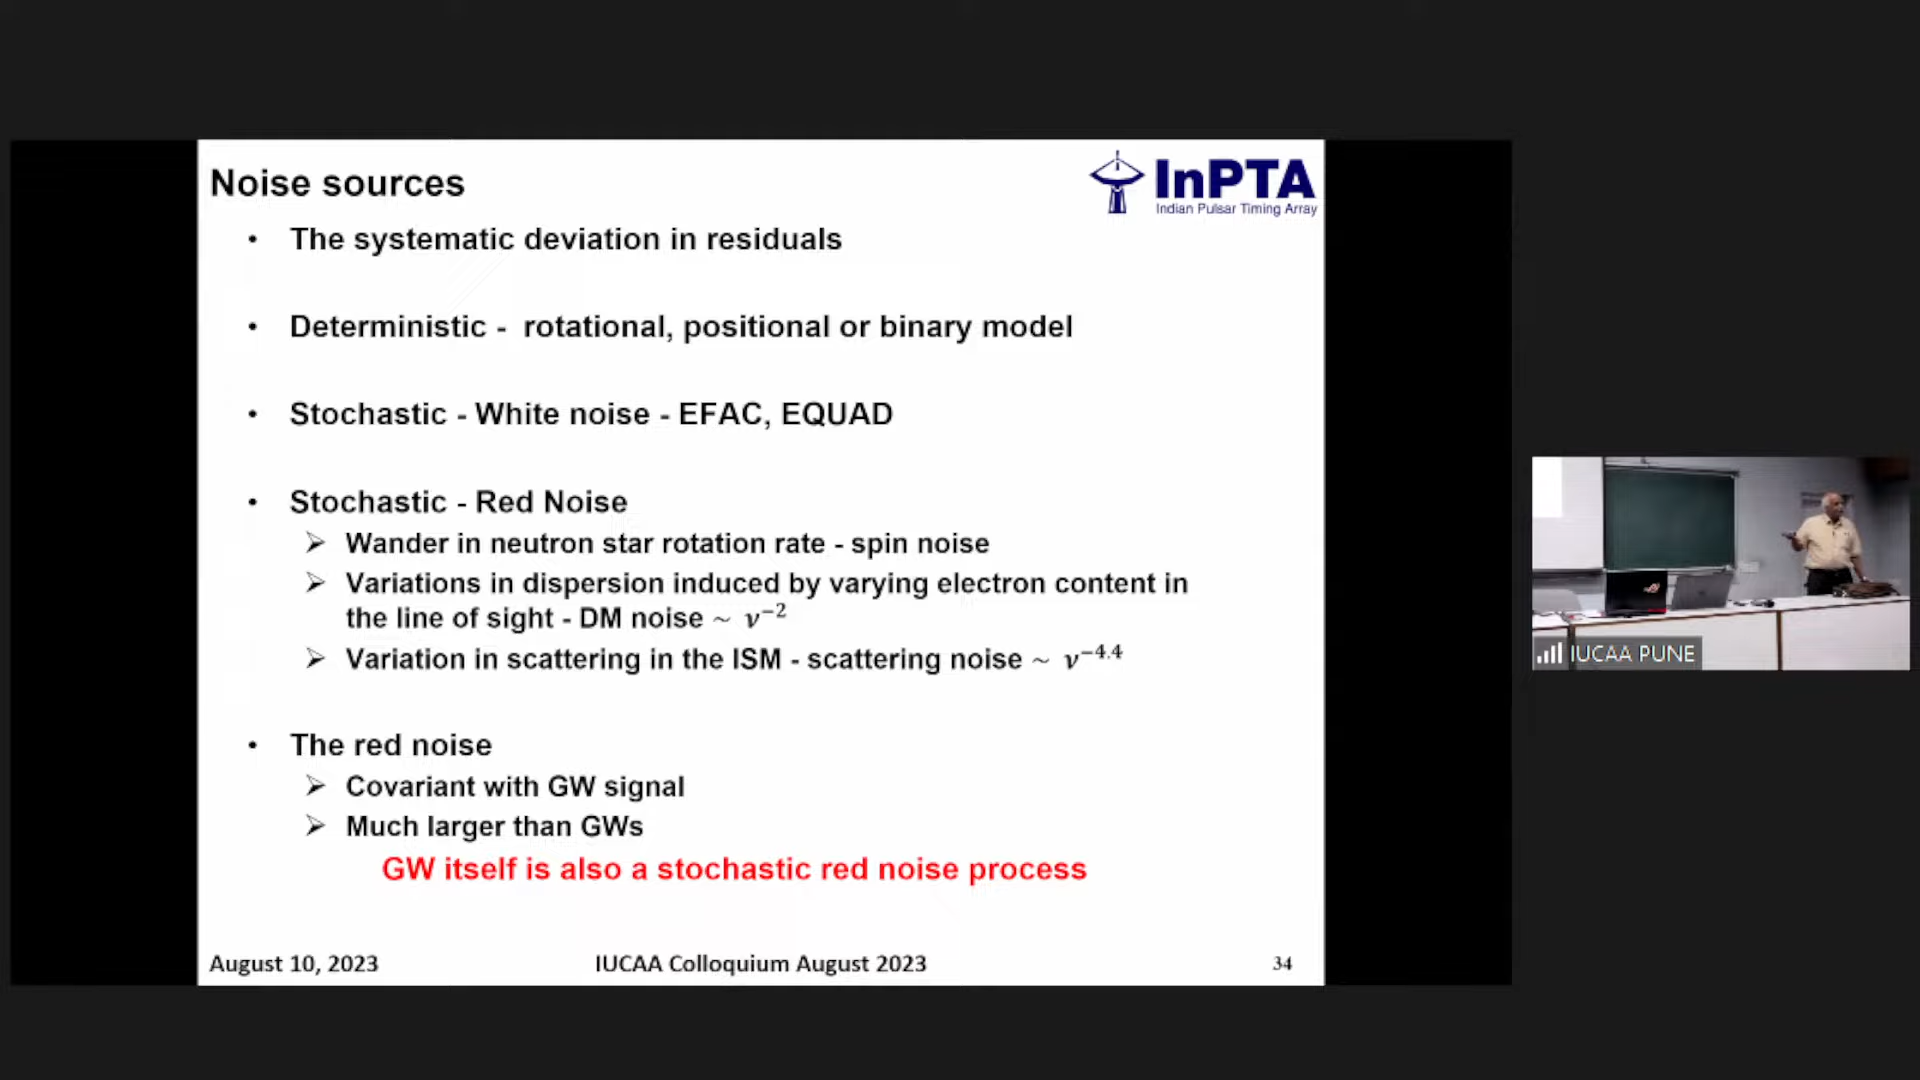 Noise sources
InPTA
Indian Pulsar Timing Array
• The systematic deviation in residuals
• Deterministic - rotational, positional or binary model
• Stochastic - White noise - EFAC, EQUAD
• Stochastic - Red Noise
➢ Wander in neutron star rotation rate - spin noise
➢ Variations in dispersion induced by varying electron content in
the line of sight - DM noise ~ ν⁻²
➢ Variation in scattering in the ISM - scattering noise ~ ν⁻⁴·⁴
• The red noise
➢ Covariant with GW signal
➢ Much larger than GWs
GW itself is also a stochastic red noise process
August 10, 2023
IUCAA Colloquium August 2023
34
IUCAA PUNE